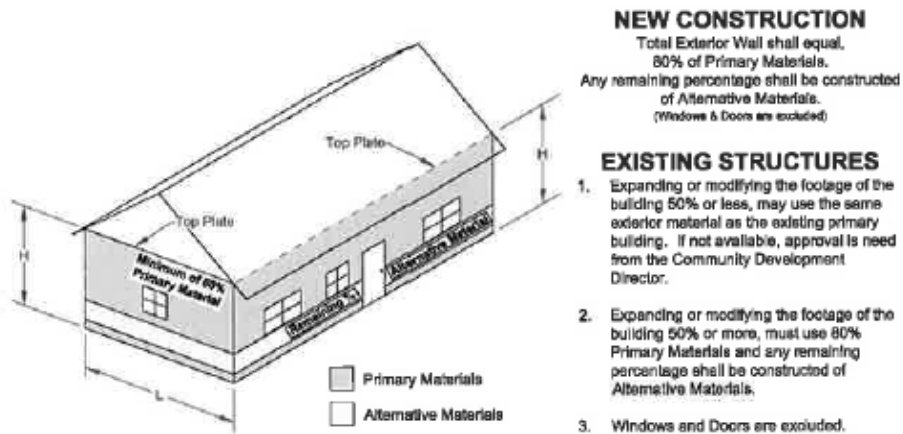 NEW CONSTRUCTION
Total Exterior Wall shall equal,
80% of Primary Materials.
Any remaining percentage shall be constructed
of Alternative Materials.
(Windows & Doors are excluded)
EXISTING STRUCTURES
1. Expanding or modifying the footage of the
building 50% or less, may use the same
exterior material as the existing primary
building. If not available, approval is need
from the Community Development
Director.
2. Expanding or modifying the footage of the
building 50% or more, must use 80%
Primary Materials and any remaining
percentage shall be constructed of
Alternative Materials.
3. Windows and Doors are excluded.
Top Plate
H
Top Plate
H
Minimum of 80%
Primary Material
Alternative Material
Remaining %
L
Primary Materials
Alternative Materials